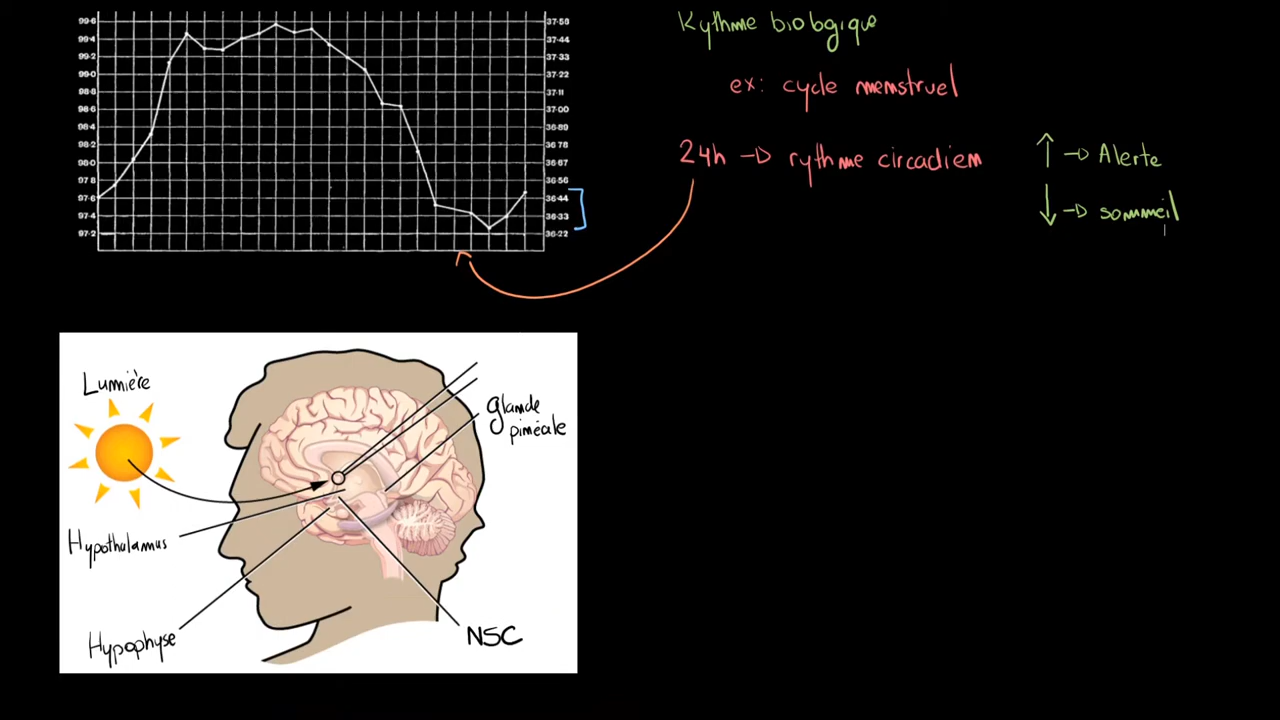 99·6
99·4
99·2
99·0
98·8
98·6
98·4
98·2
98·0
97·8
97·6
97·4
97·2
37·56
37·44
37·33
37·22
37·11
37·00
36·89
36·78
36·67
36·56
36·44
36·33
36·22
Rythme biologique
ex: cycle menstruel
24h → rythme circadien
↑ → Alerte
↓ → sommeil
Lumière
glande
pinéale
Hypothalamus
Hypophyse
NSC